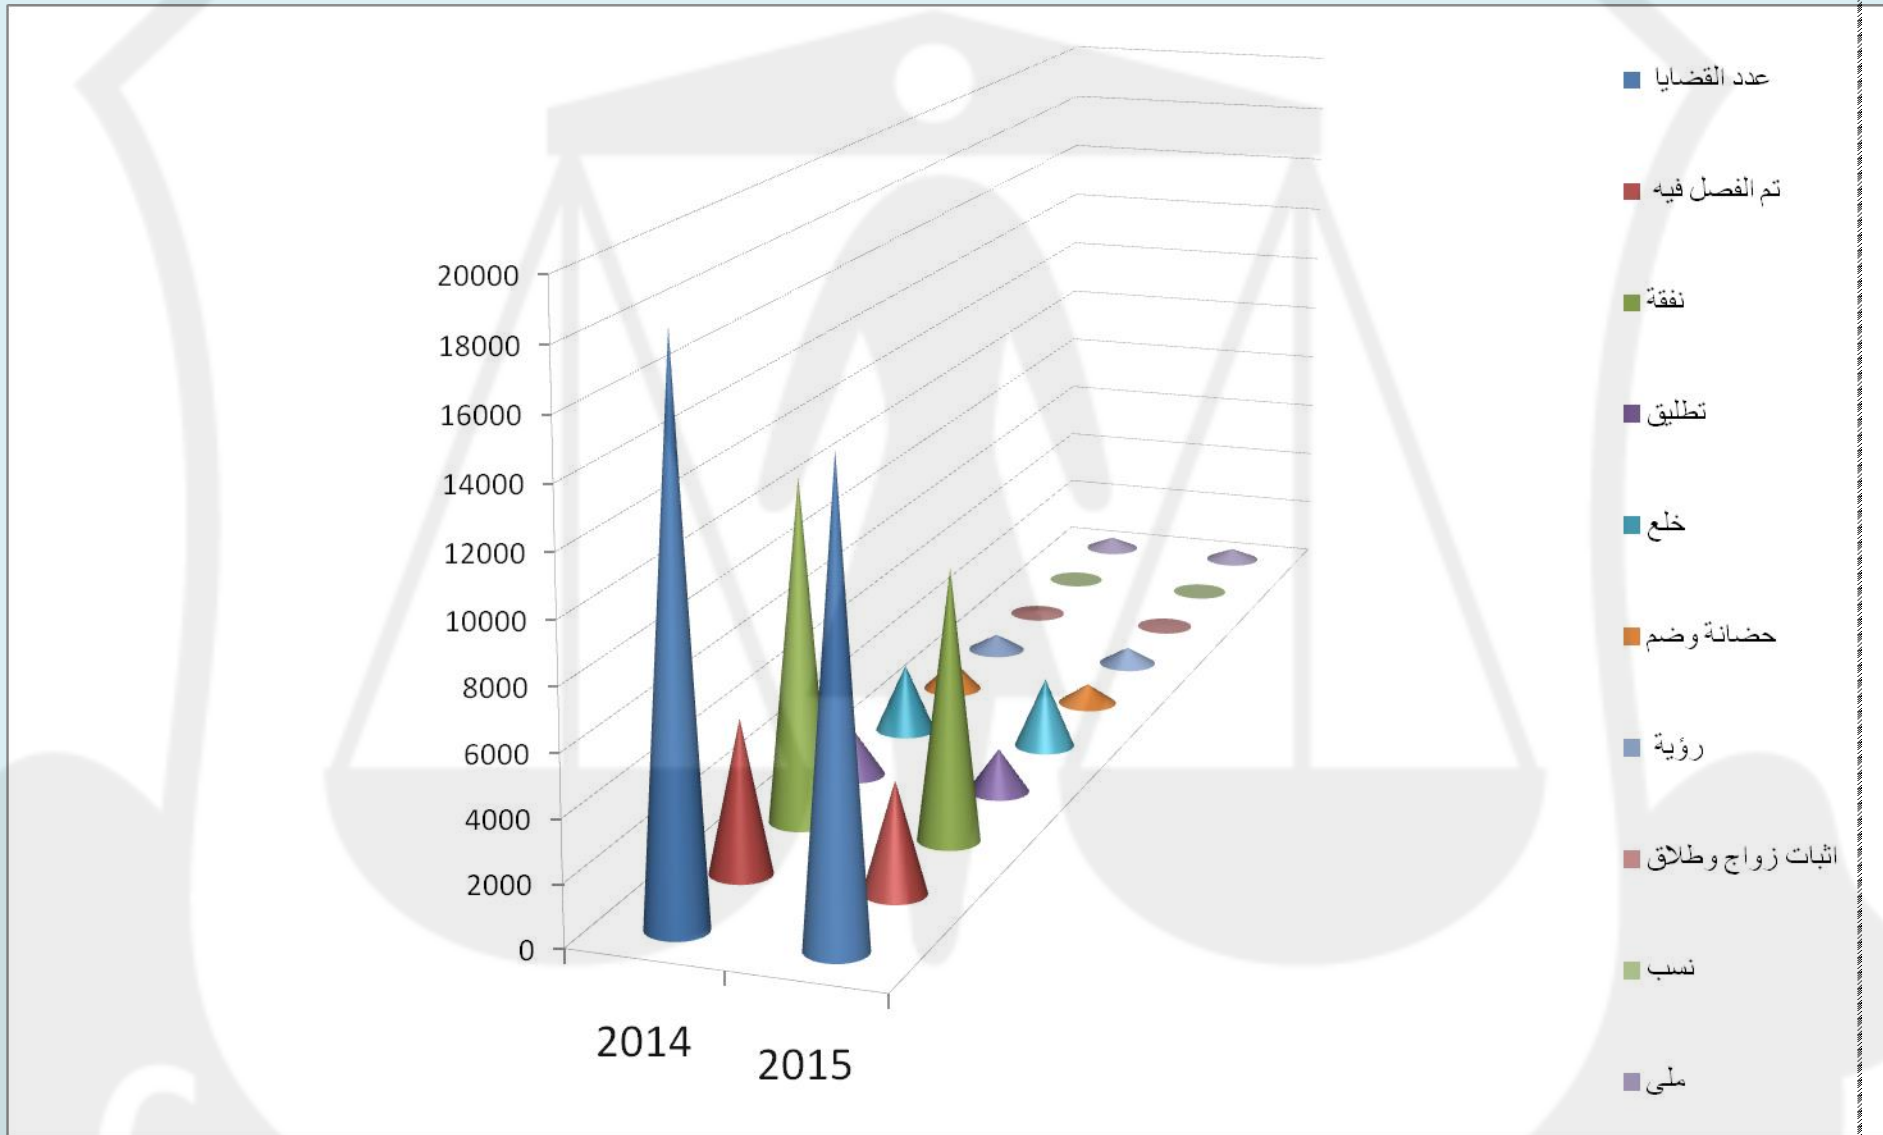 20000
18000
16000
14000
12000
10000
8000
6000
4000
2000
0
2014
2015
عدد القضايا
تم الفصل فيه
نفقة
تطليق
خلع
حضانة وضم
رؤية
اثبات زواج وطلاق
نسب
ملى